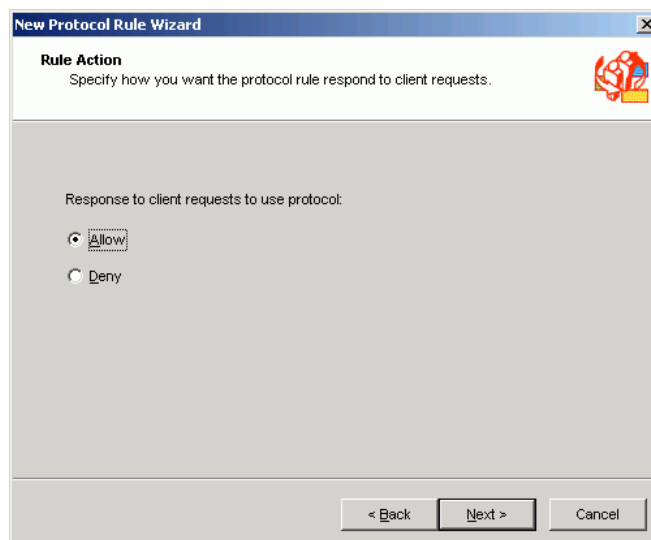 New Protocol Rule Wizard
Rule Action
Specify how you want the protocol rule respond to client requests.
Response to client requests to use protocol:
Allow
Deny
< Back
Next >
Cancel